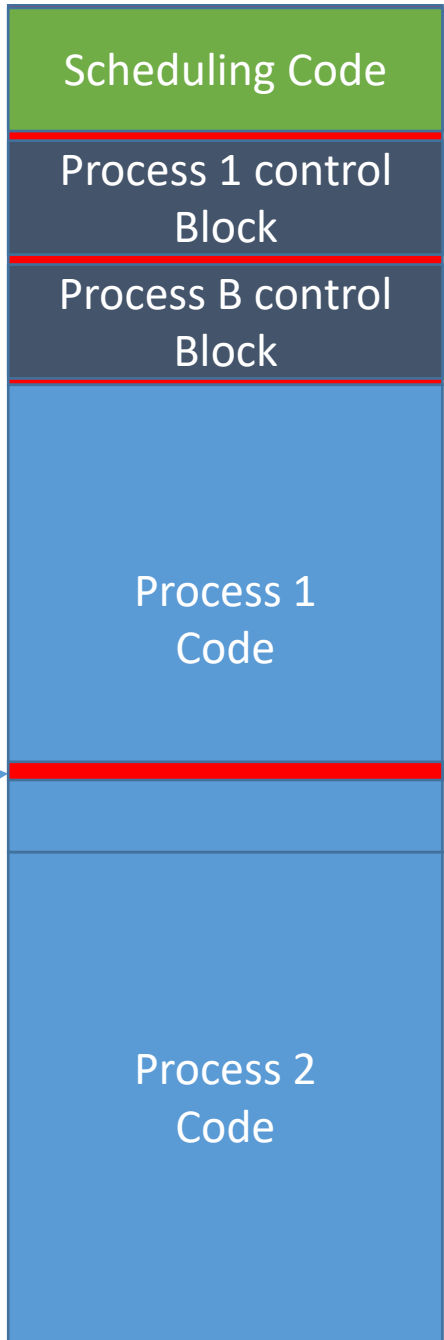 Scheduling Code
Process 1 control
Block
Process B control
Block
Process 1
Code
Process 2
Code